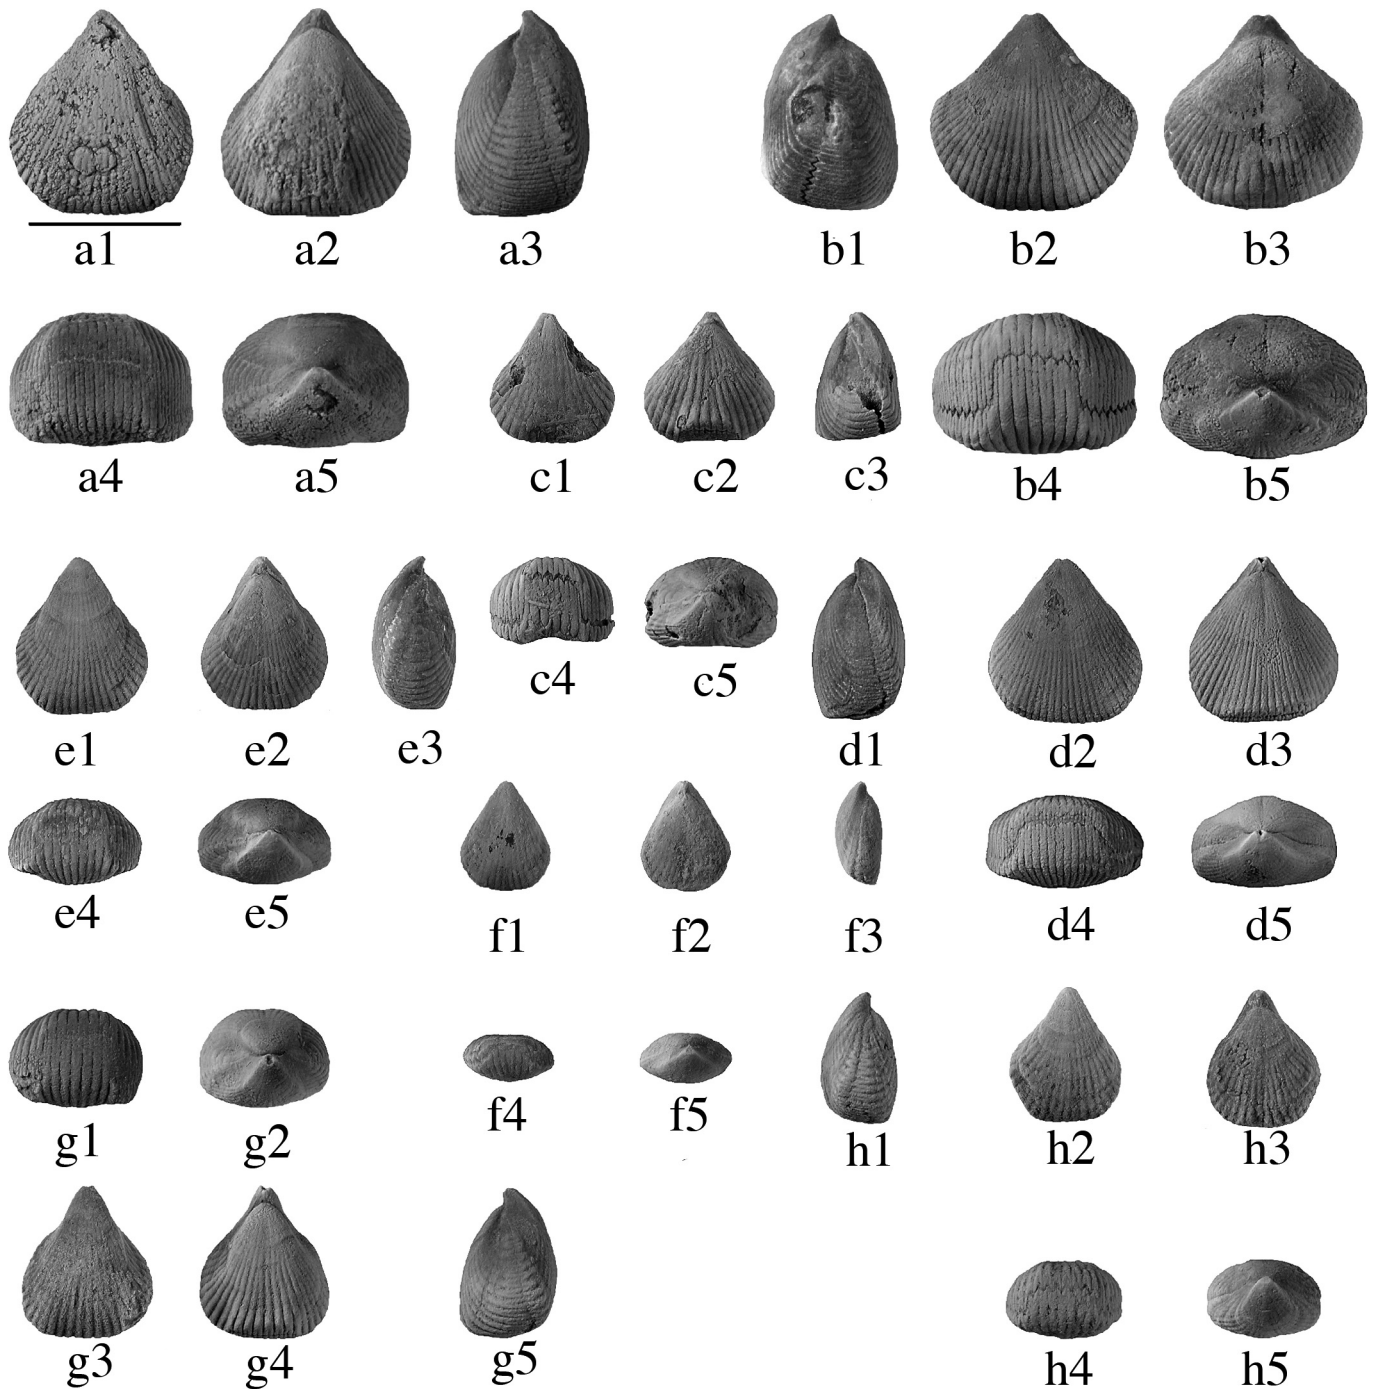 a1 a2 a3 b1 b2 b3
a4 a5 c1 c2 c3 b4 b5
e1 e2 e3 c4 c5 d1 d2 d3
e4 e5 f1 f2 f3 d4 d5
g1 g2 f4 f5 h1 h2 h3
g3 g4 g5 h4 h5